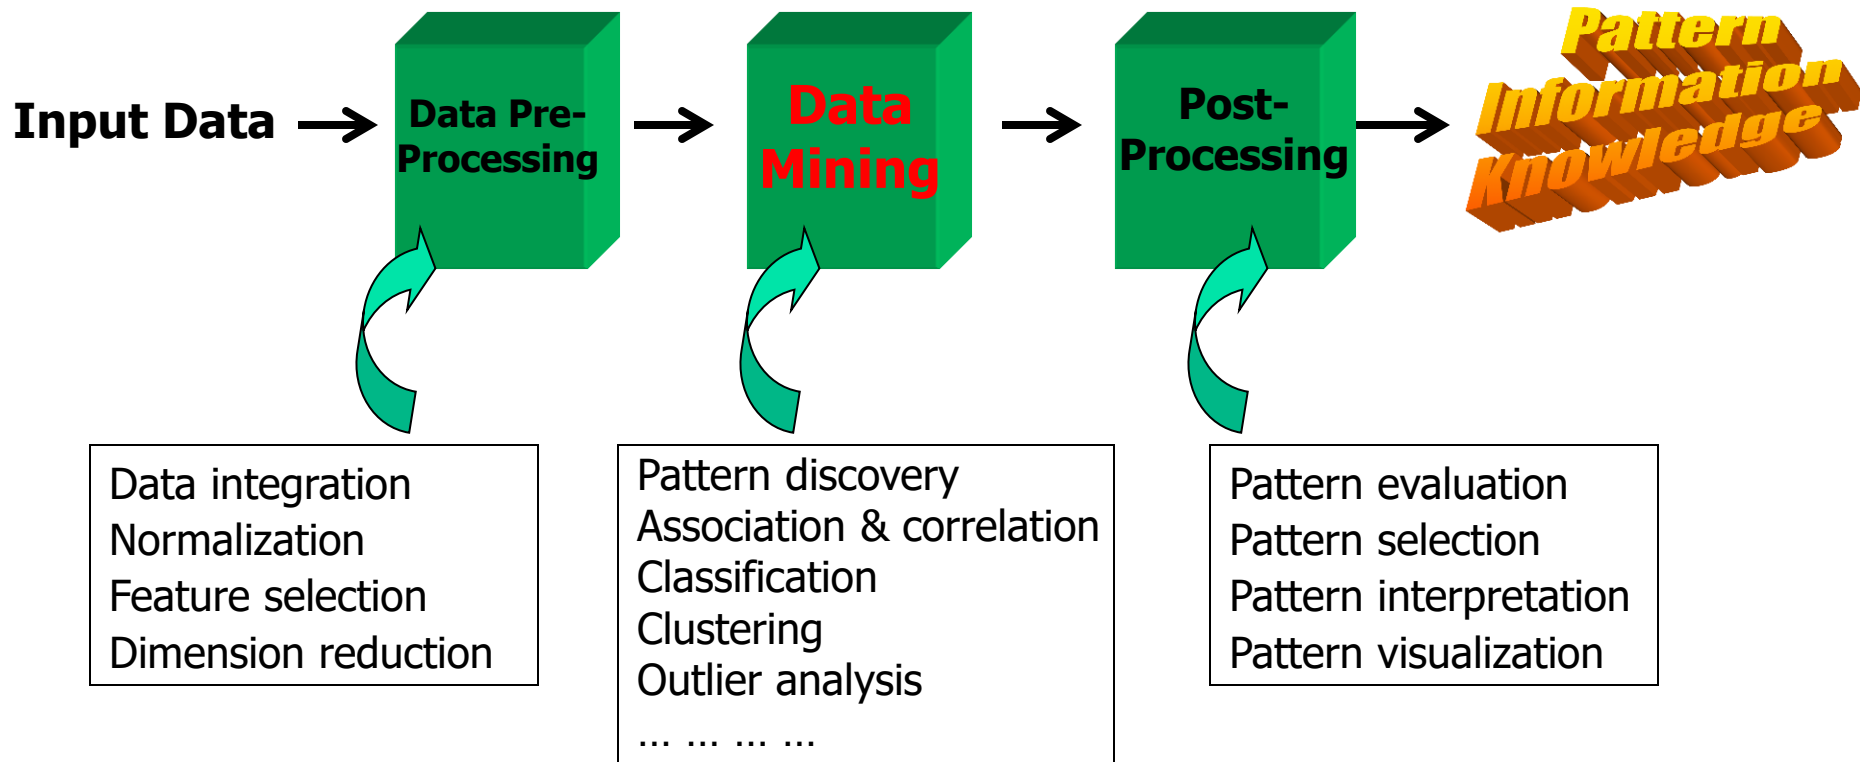 Input Data
Data Pre-
Processing
Data
Mining
Post-
Processing
Pattern
Information
Knowledge
Data integration
Normalization
Feature selection
Dimension reduction
Pattern discovery
Association & correlation
Classification
Clustering
Outlier analysis
… … … …
Pattern evaluation
Pattern selection
Pattern interpretation
Pattern visualization